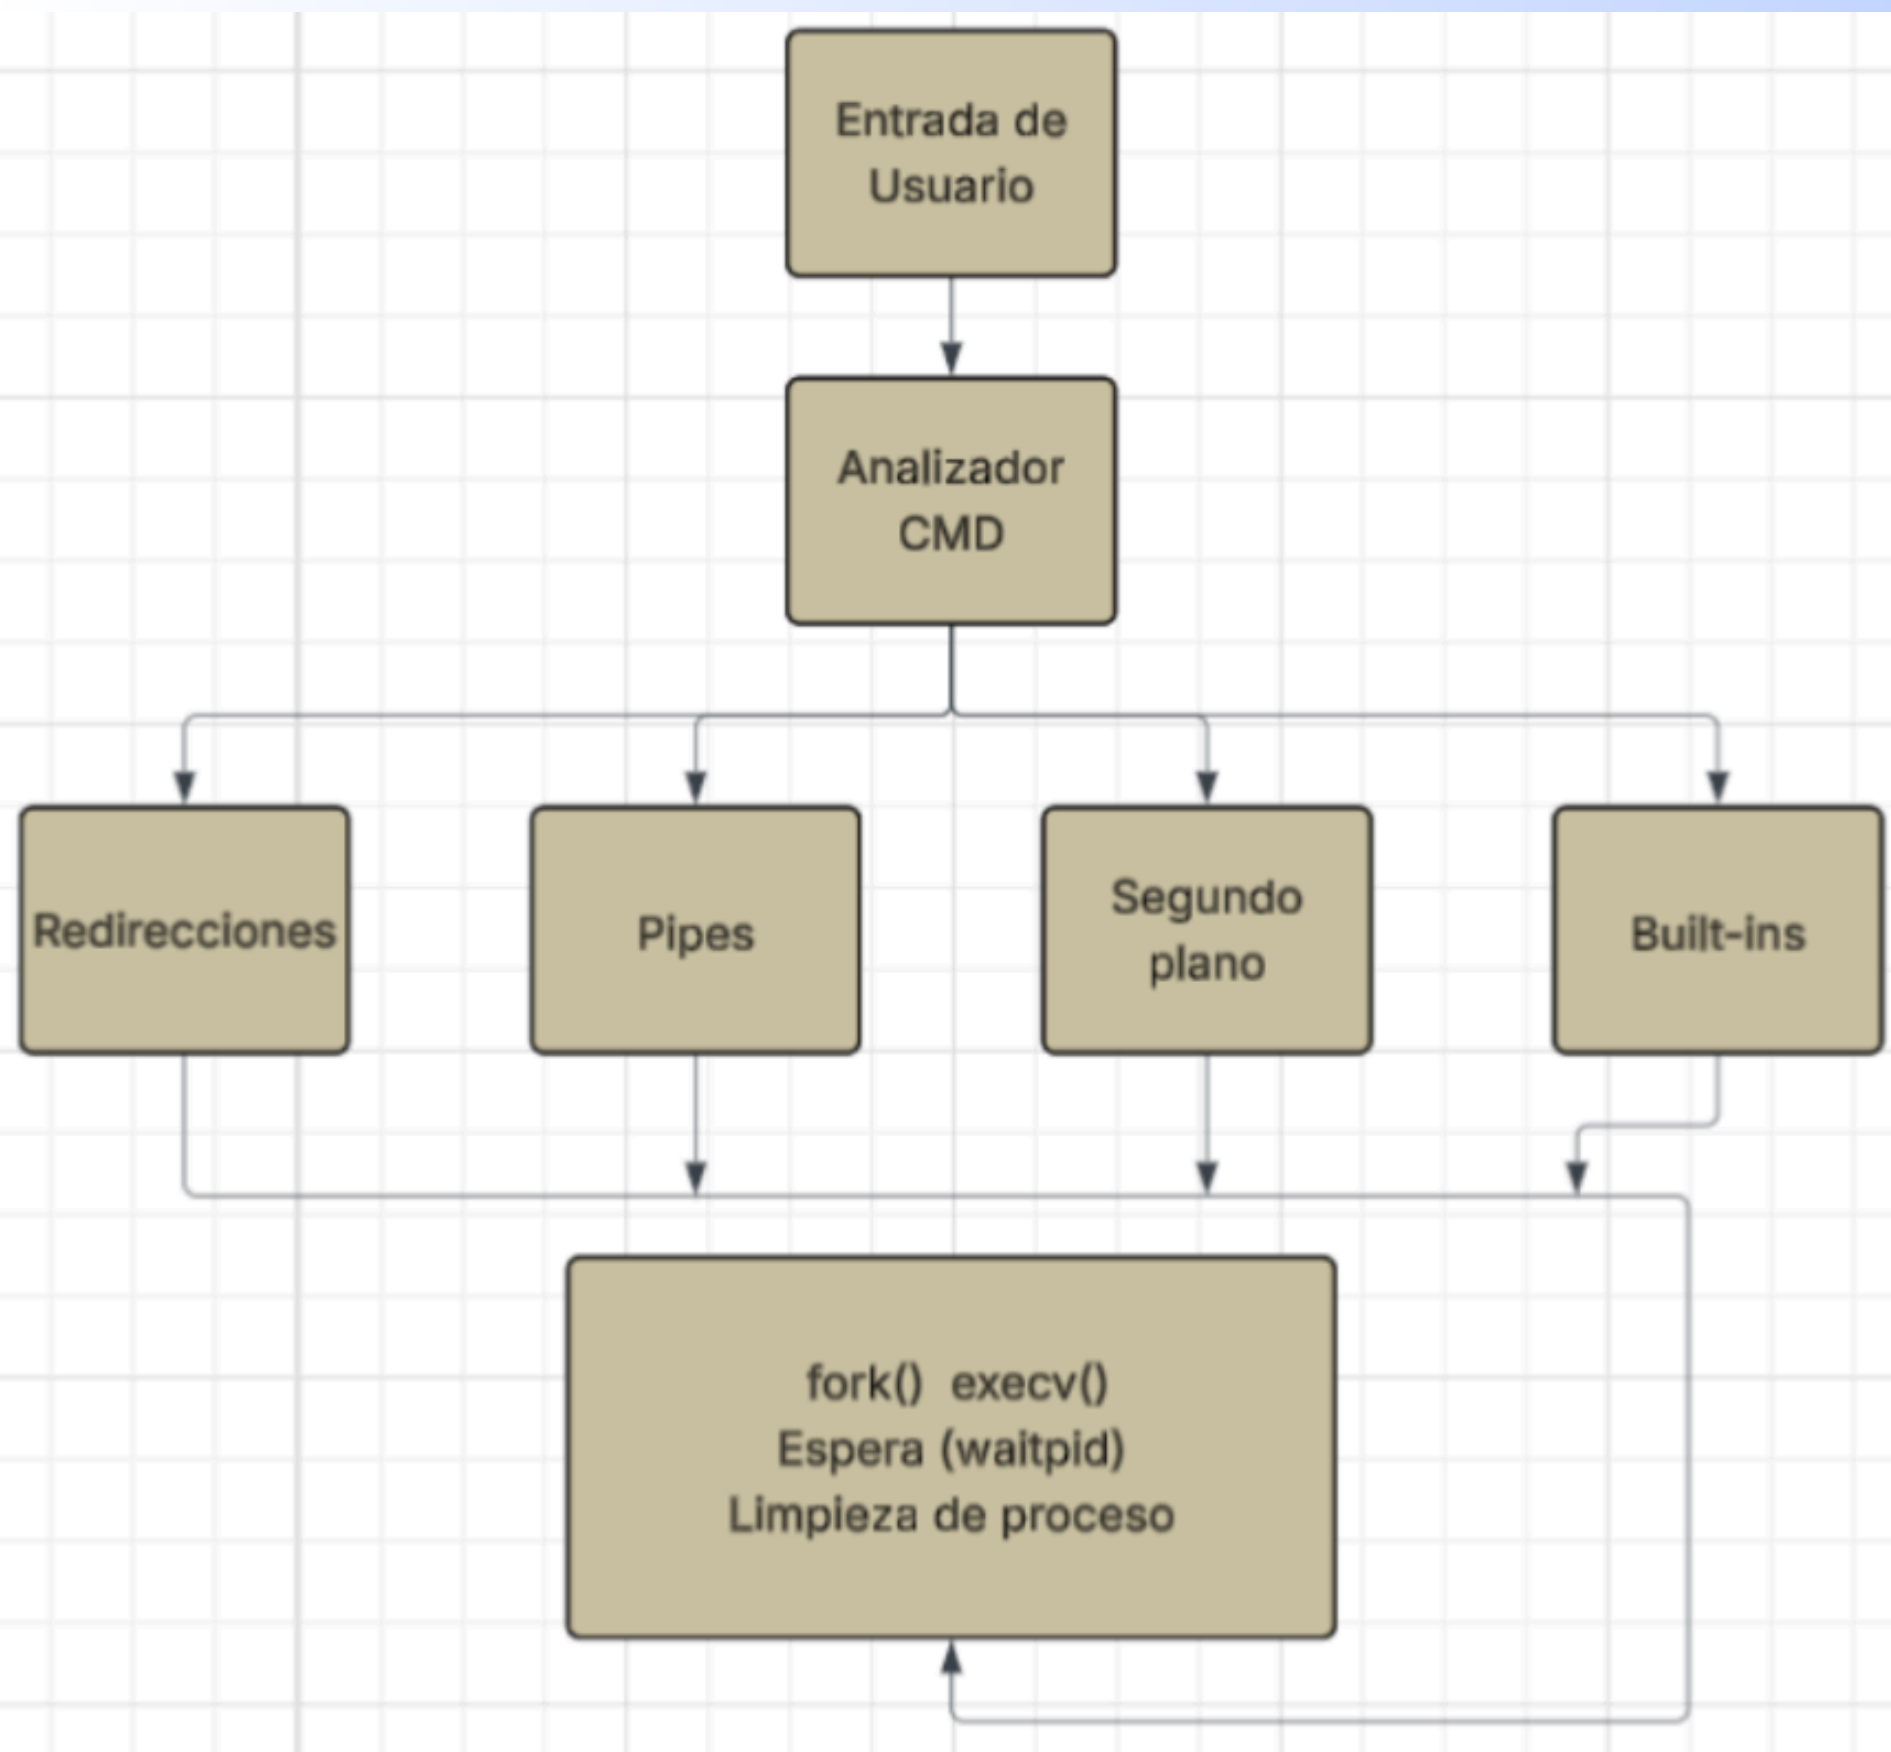 Entrada de
Usuario
Analizador
CMD
Redirecciones
Pipes
Segundo
plano
Built-ins
fork()  execv()
Espera (waitpid)
Limpieza de proceso